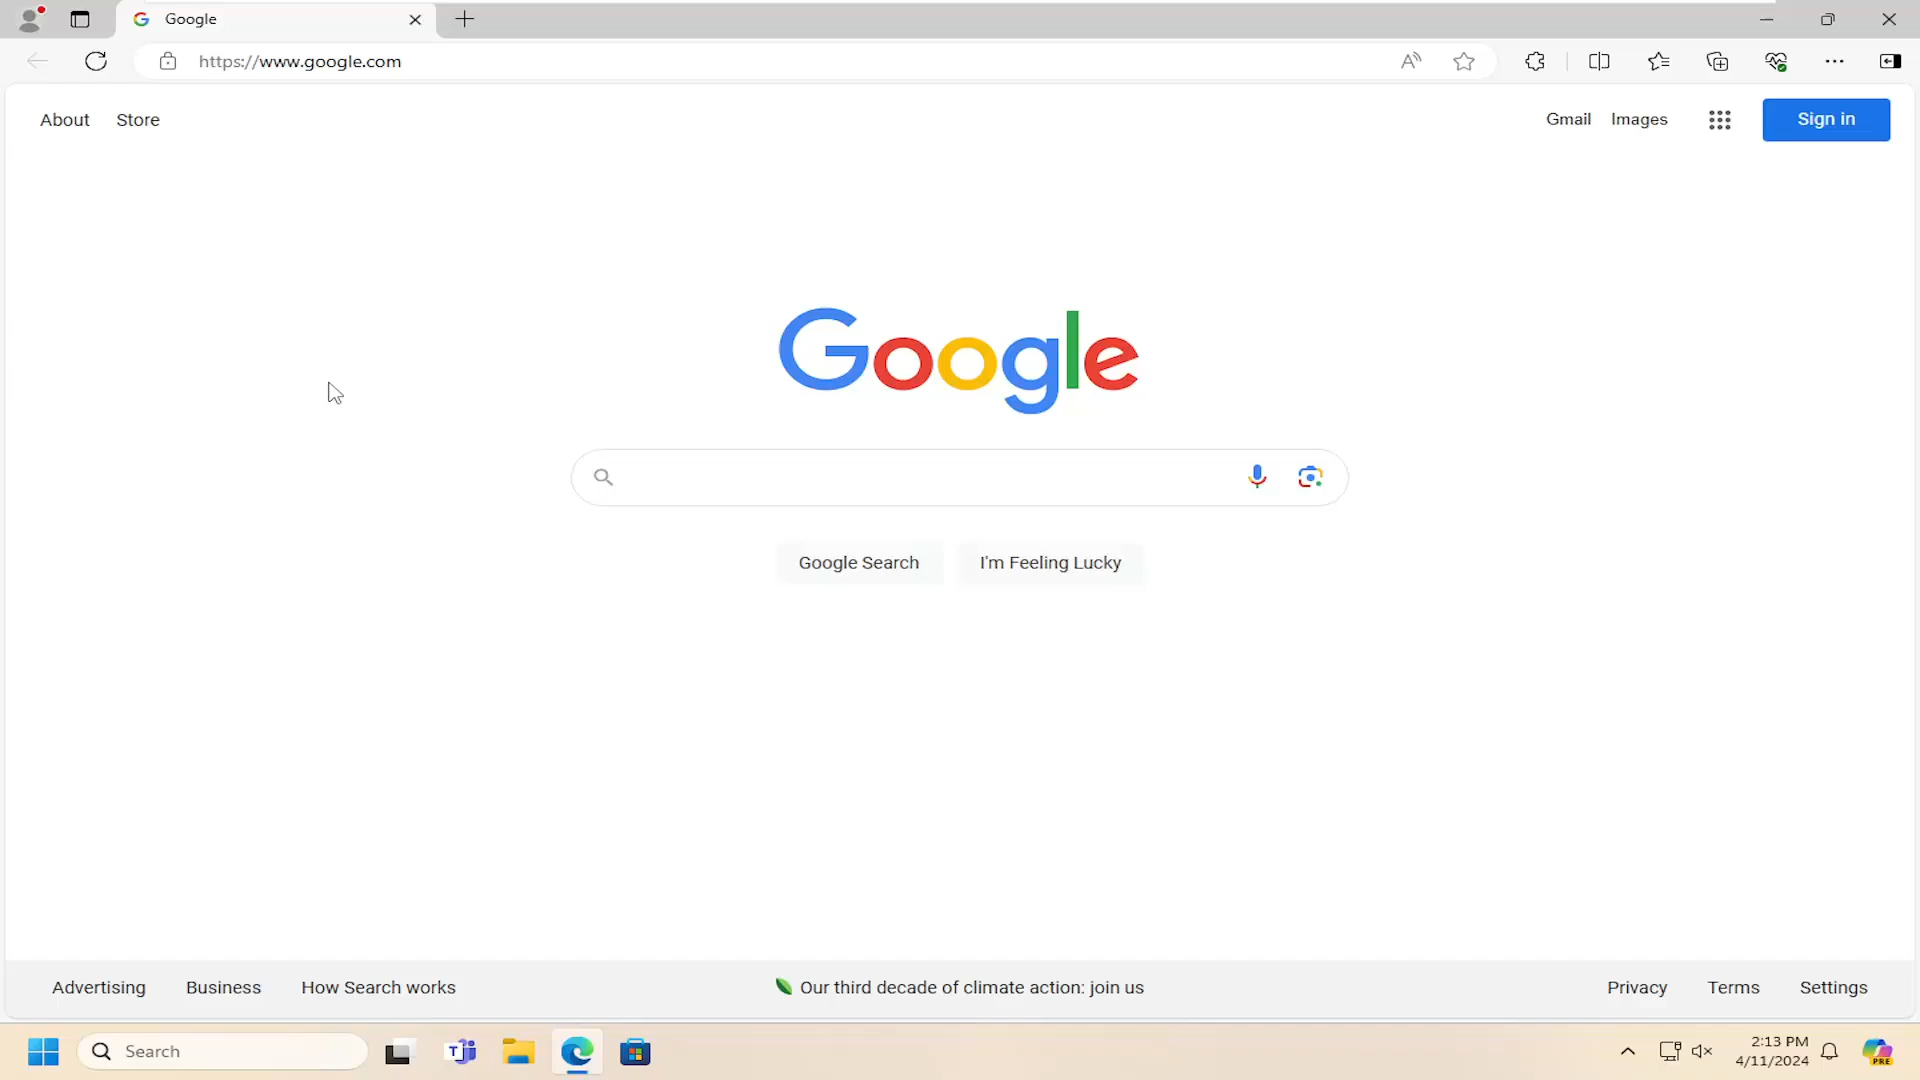 Google
https://www.google.com
About Store
Gmail Images Sign in
Google
Google Search I'm Feeling Lucky
Advertising Business How Search works
Our third decade of climate action: join us
Privacy Terms Settings
Search
2:13 PM
4/11/2024
PRE